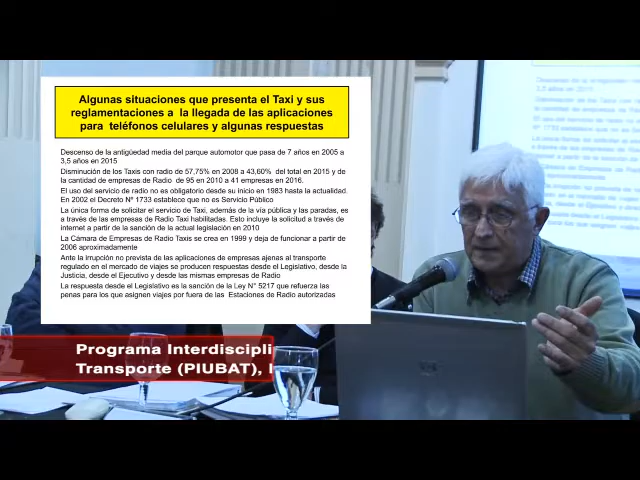 Algunas situaciones que presenta el Taxi y sus
reglamentaciones a la llegada de las aplicaciones
para teléfonos celulares y algunas respuestas
Descenso de la antigüedad media del parque automotor que pasa de 7 años en 2005 a
3,5 años en 2015
Disminución de los Taxis con radio de 57,75% en 2008 a 43,60% del total en 2015 y de
la cantidad de empresas de Radio de 95 en 2010 a 41 empresas en 2016.
El uso del servicio de radio no es obligatorio desde su inicio en 1983 hasta la actualidad.
En 2002 el Decreto N° 1733 establece que no es Servicio Público
La única forma de solicitar el servicio de Taxi, además de la vía pública y las paradas, es
a través de las empresas de Radio Taxi habilitadas. Esto incluye la solicitud a través de
internet a partir de la sanción de la actual legislación en 2010
La Cámara de Empresas de Radio Taxis se crea en 1999 y deja de funcionar a partir de
2006 aproximadamente
Ante la irrupción no prevista de las aplicaciones de empresas ajenas al transporte
regulado en el mercado de viajes se producen respuestas desde el Legislativo, desde la
Justicia, desde el Ejecutivo y desde las mismas empresas de Radio
La respuesta desde el Legislativo es la sanción de la Ley N° 5217 que refuerza las
penas para los que asignen viajes por fuera de las Estaciones de Radio autorizadas
Programa Interdiscipli
Transporte (PIUBAT), I